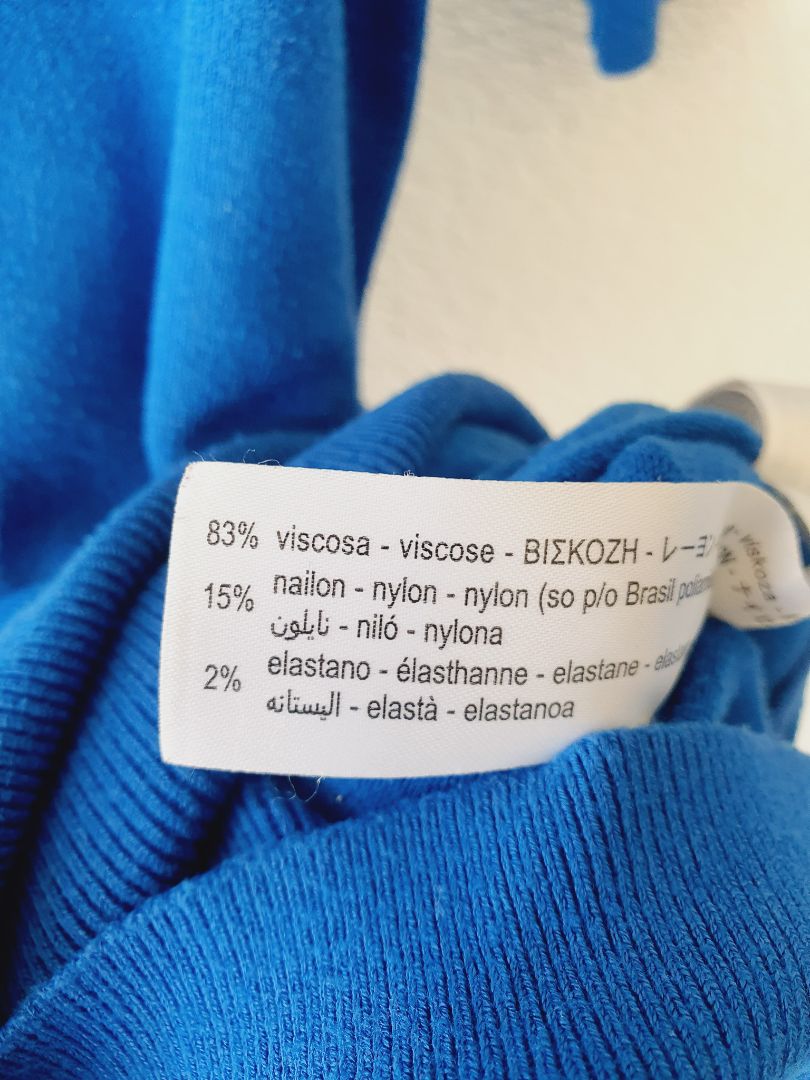 83% viscosa - viscose - ΒΙΣΚΟΖΗ - レーヨン
15% nailon - nylon - nylon (so p/o Brasil
نايلون - niló - nylona
2% elastano - élasthanne - elastane -
اليستانه - elastà - elastanoa
viskoza